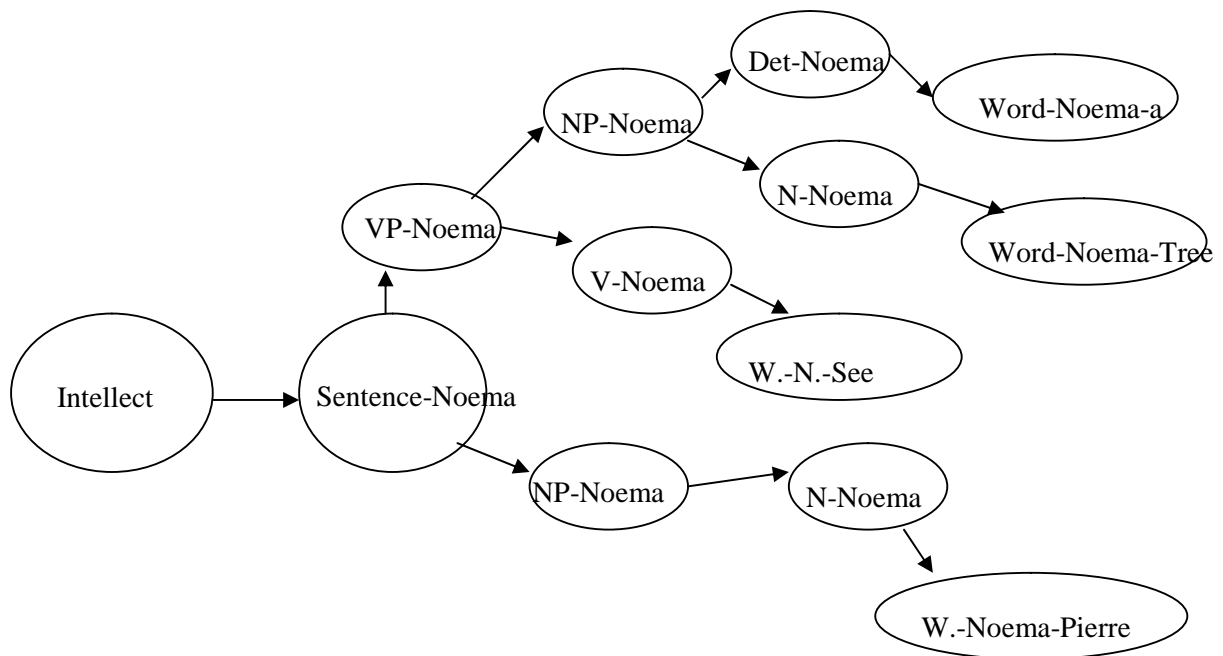 Det-Noema
Word-Noema-a
NP-Noema
N-Noema
VP-Noema
Word-Noema-Tree
V-Noema
W.-N.-See
Intellect
Sentence-Noema
NP-Noema
N-Noema
W.-Noema-Pierre